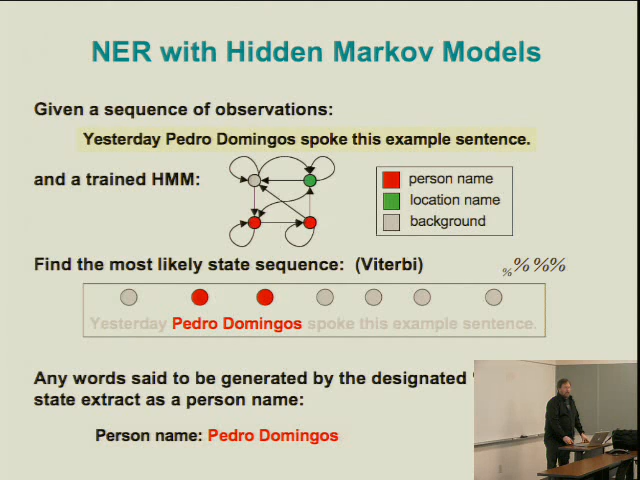 NER with Hidden Markov Models
Given a sequence of observations:
Yesterday Pedro Domingos spoke this example sentence.
and a trained HMM:
person name
location name
background
Find the most likely state sequence: (Viterbi)
%%%%
Yesterday Pedro Domingos spoke this example sentence.
Any words said to be generated by the designated
state extract as a person name:
Person name: Pedro Domingos